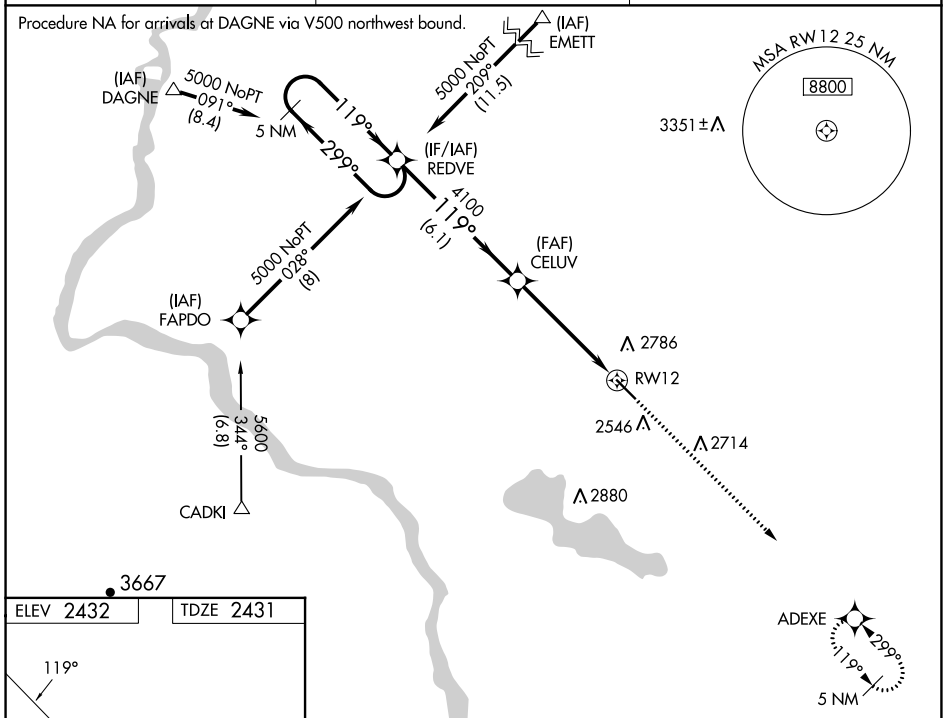 Procedure NA for arrivals at DAGNE via V500 northwest bound.
(IAF)
EMETT
5000 NoPT
209°
(11.5)
(IAF)
DAGNE
5000 NoPT
091°
(8.4)
5 NM
119°
299°
(IF/IAF)
REDVE
MSA RW12 25 NM
8800
3351±
4100
119°
(6.1)
(FAF)
CELUV
5000 NoPT
028°
(8)
(IAF)
FAPDO
2786
RW12
2546
2714
5600
344°
(6.8)
CADKI
2880
3667
ELEV 2432
TDZE 2431
119°
ADEXE
299°
119°
5 NM